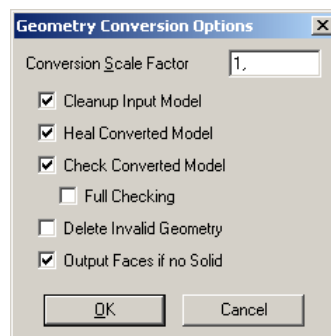 Geometry Conversion Options
Conversion Scale Factor 1,
Cleanup Input Model
Heal Converted Model
Check Converted Model
Full Checking
Delete Invalid Geometry
Output Faces if no Solid
OK Cancel